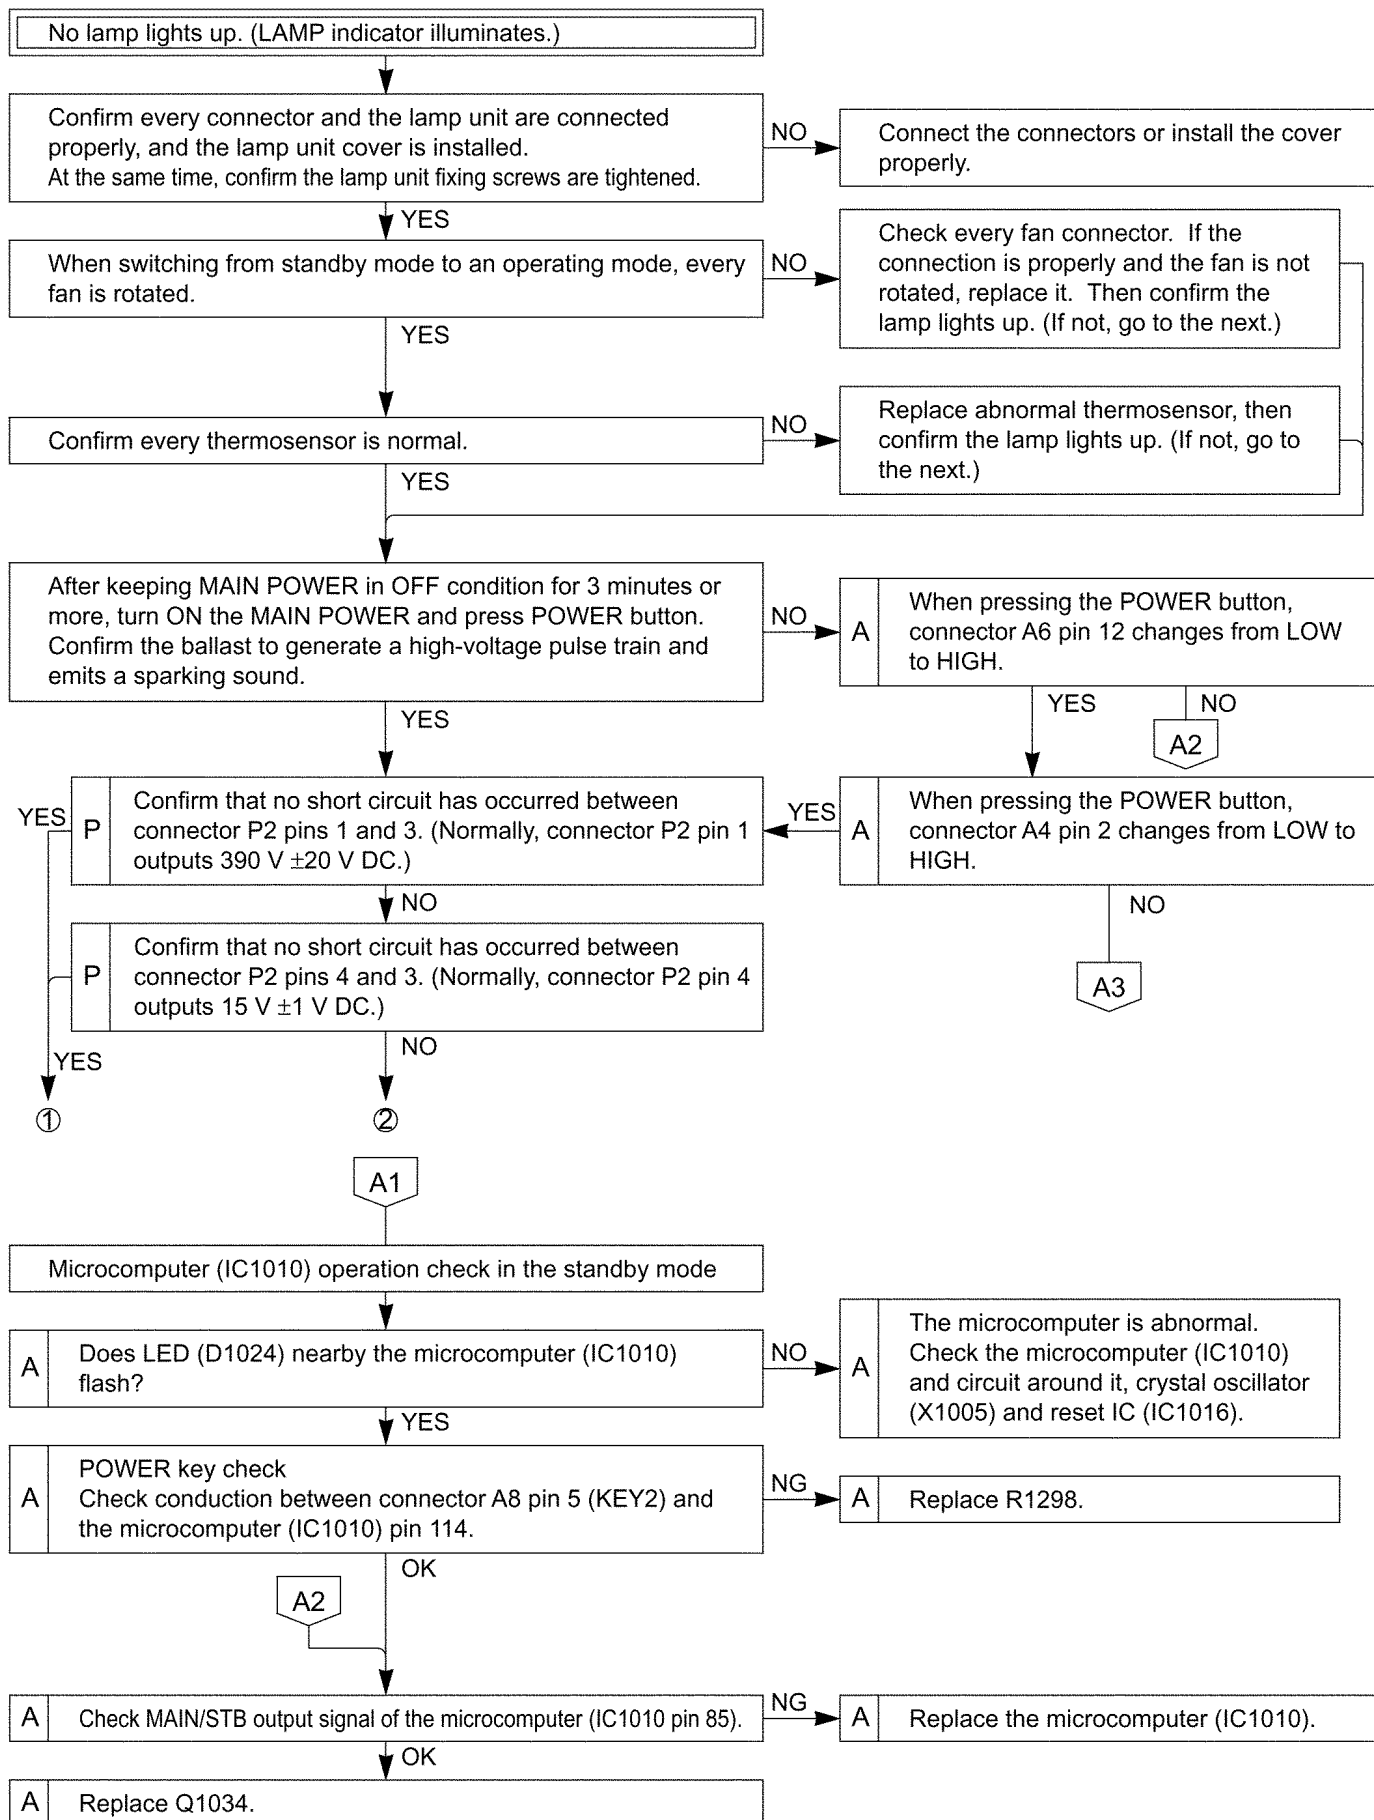 No lamp lights up. (LAMP indicator illuminates.)
Confirm every connector and the lamp unit are connected
properly, and the lamp unit cover is installed.
At the same time, confirm the lamp unit fixing screws are tightened.
NO
Connect the connectors or install the cover
properly.
YES
When switching from standby mode to an operating mode, every
fan is rotated.
NO
Check every fan connector. If the
connection is properly and the fan is not
rotated, replace it. Then confirm the
lamp lights up. (If not, go to the next.)
YES
Confirm every thermosensor is normal.
NO
Replace abnormal thermosensor, then
confirm the lamp lights up. (If not, go to
the next.)
YES
After keeping MAIN POWER in OFF condition for 3 minutes or
more, turn ON the MAIN POWER and press POWER button.
Confirm the ballast to generate a high-voltage pulse train and
emits a sparking sound.
NO
A
When pressing the POWER button,
connector A6 pin 12 changes from LOW
to HIGH.
YES
YES
NO
A2
YES
P
Confirm that no short circuit has occurred between
connector P2 pins 1 and 3. (Normally, connector P2 pin 1
outputs 390 V ±20 V DC.)
YES
A
When pressing the POWER button,
connector A4 pin 2 changes from LOW to
HIGH.
NO
NO
A3
P
Confirm that no short circuit has occurred between
connector P2 pins 4 and 3. (Normally, connector P2 pin 4
outputs 15 V ±1 V DC.)
YES
NO
①
②
A1
Microcomputer (IC1010) operation check in the standby mode
A
Does LED (D1024) nearby the microcomputer (IC1010)
flash?
NO
A
The microcomputer is abnormal.
Check the microcomputer (IC1010)
and circuit around it, crystal oscillator
(X1005) and reset IC (IC1016).
YES
A
POWER key check
Check conduction between connector A8 pin 5 (KEY2) and
the microcomputer (IC1010) pin 114.
NG
A
Replace R1298.
OK
A2
A
Check MAIN/STB output signal of the microcomputer (IC1010 pin 85).
NG
A
Replace the microcomputer (IC1010).
OK
A
Replace Q1034.